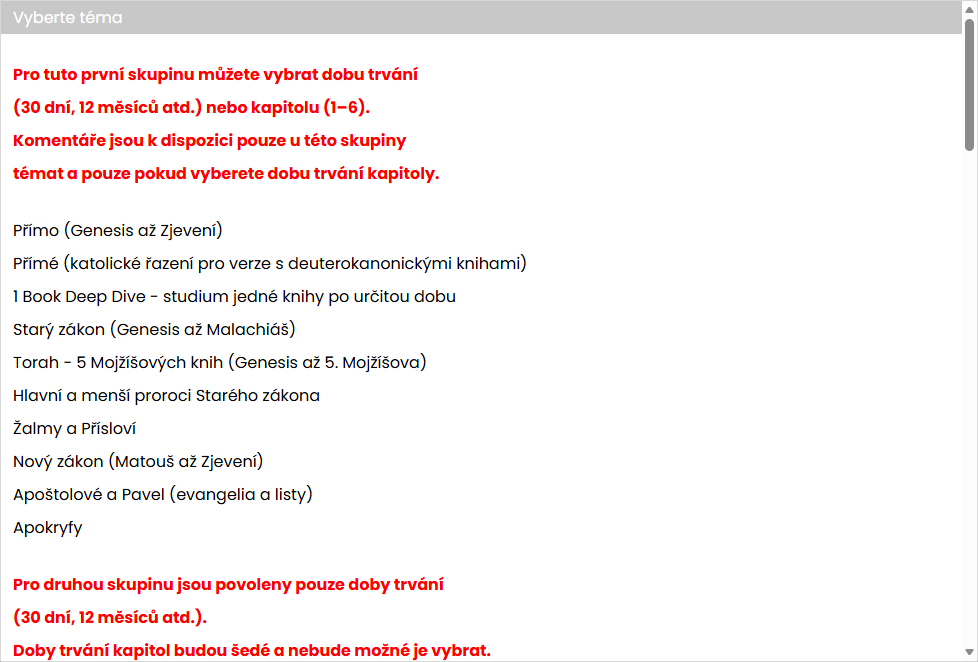 Vyberte téma
Pro tuto první skupinu můžete vybrat dobu trvání
(30 dní, 12 měsíců atd.) nebo kapitolu (1–6).
Komentáře jsou k dispozici pouze u této skupiny
témat a pouze pokud vyberete dobu trvání kapitoly.
Přímo (Genesis až Zjevení)
Přímé (katolické řazení pro verze s deuterokanonickými knihami)
1 Book Deep Dive - studium jedné knihy po určitou dobu
Starý zákon (Genesis až Malachiáš)
Torah - 5 Mojžíšových knih (Genesis až 5. Mojžíšova)
Hlavní a menší proroci Starého zákona
Žalmy a Přísloví
Nový zákon (Matouš až Zjevení)
Apoštolové a Pavel (evangelia a listy)
Apokryfy
Pro druhou skupinu jsou povoleny pouze doby trvání
(30 dní, 12 měsíců atd.).
Doby trvání kapitol budou šedé a nebude možné je vybrat.